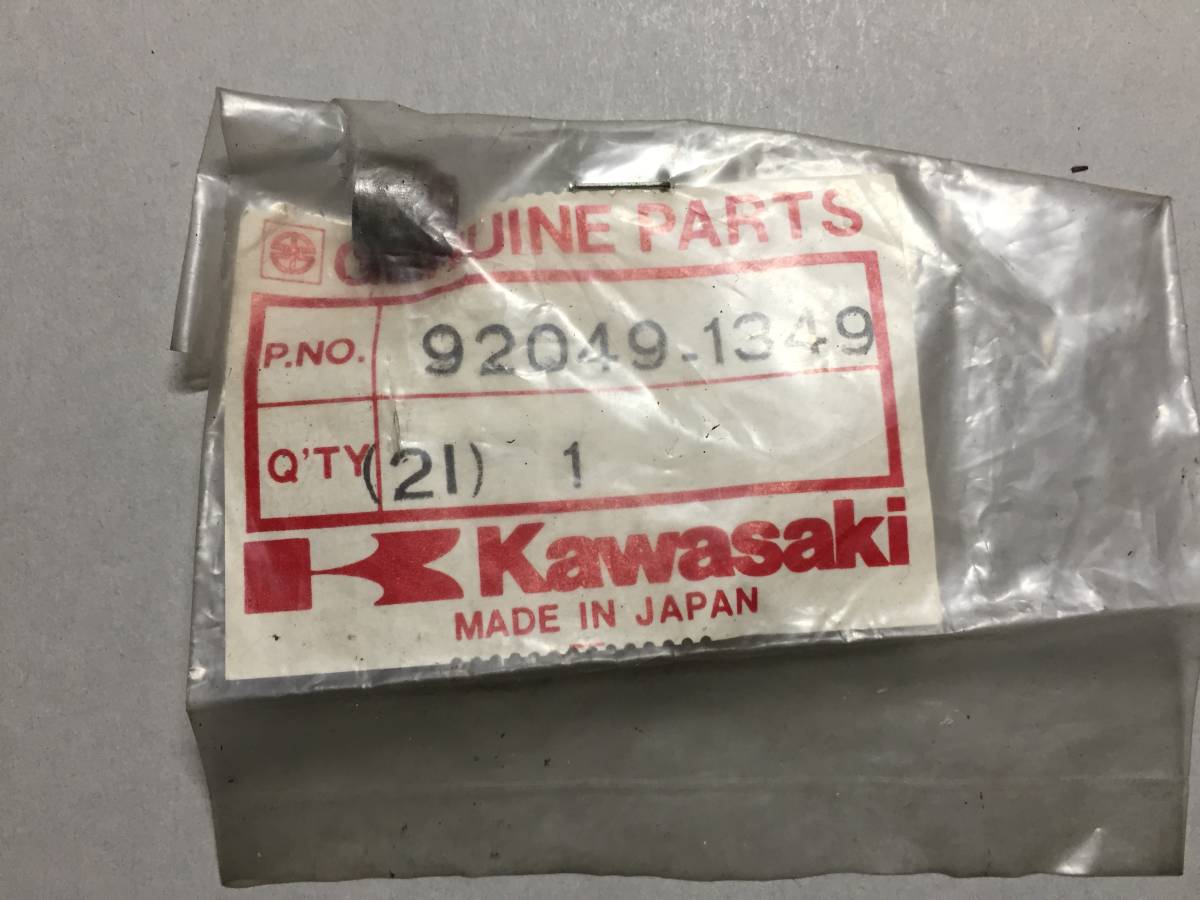 GENUINE PARTS
P.NO. 92049-1349
Q'TY (21) 1
Kawasaki
MADE IN JAPAN